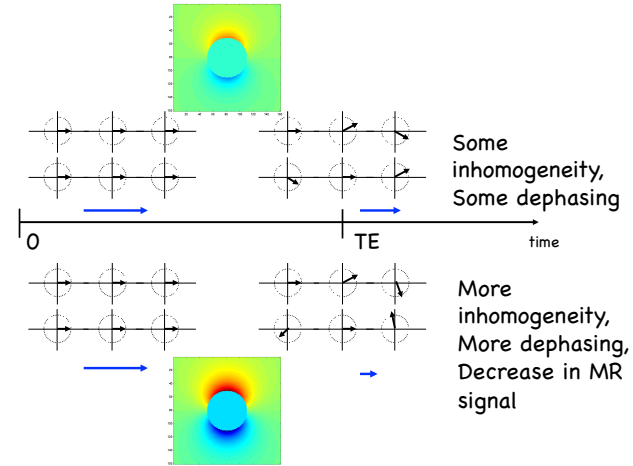 Some
inhomogeneity,
Some dephasing
0
TE
time
More
inhomogeneity,
More dephasing,
Decrease in MR
signal